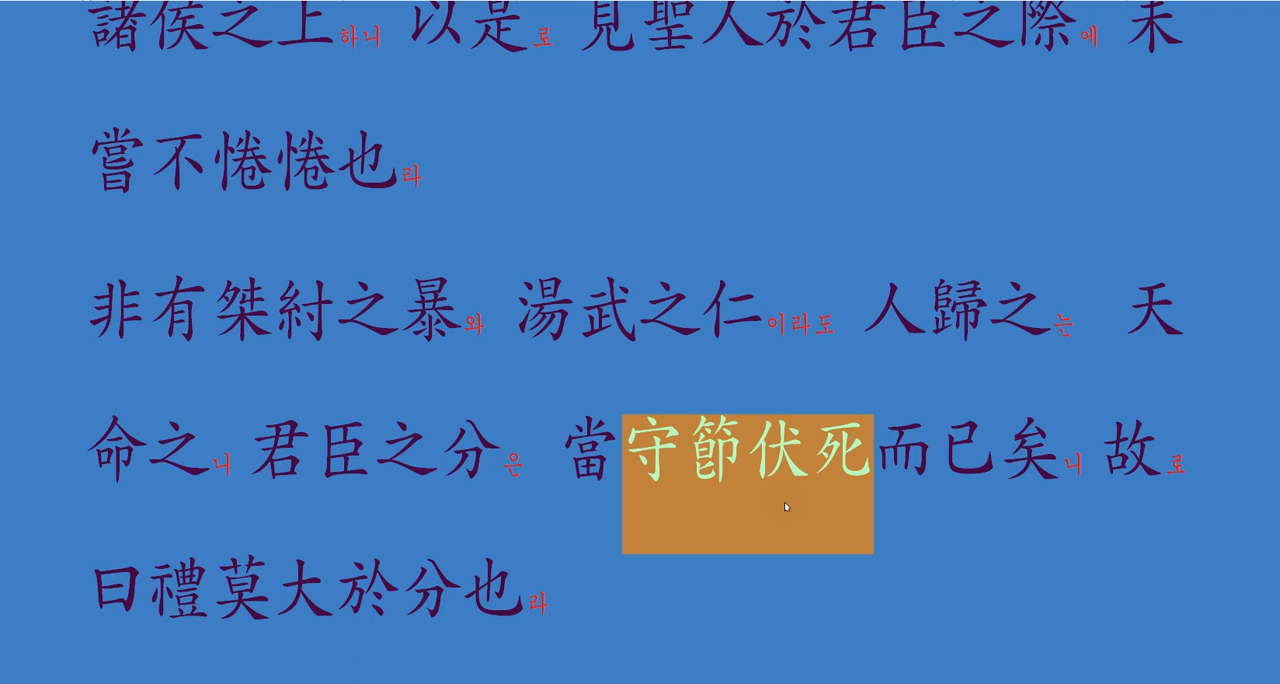 諸侯之上하니 以是로 見聖人於君臣之際에 未
嘗不惓惓也라
非有桀紂之暴와 湯武之仁이라도 人歸之는 天
命之니 君臣之分은 當守節伏死而已矣니 故로
曰禮莫大於分也라